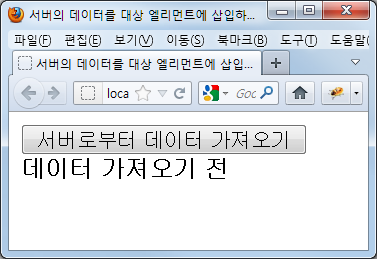 서버의 데이터를 대상 엘리먼트에 삽입하...
파일(F) 편집(E) 보기(V) 이동(S) 북마크(B) 도구(T) 도움말(
서버의 데이터를 대상 엘리먼트에 삽입...
loca
Goc
서버로부터 데이터 가져오기
데이터 가져오기 전